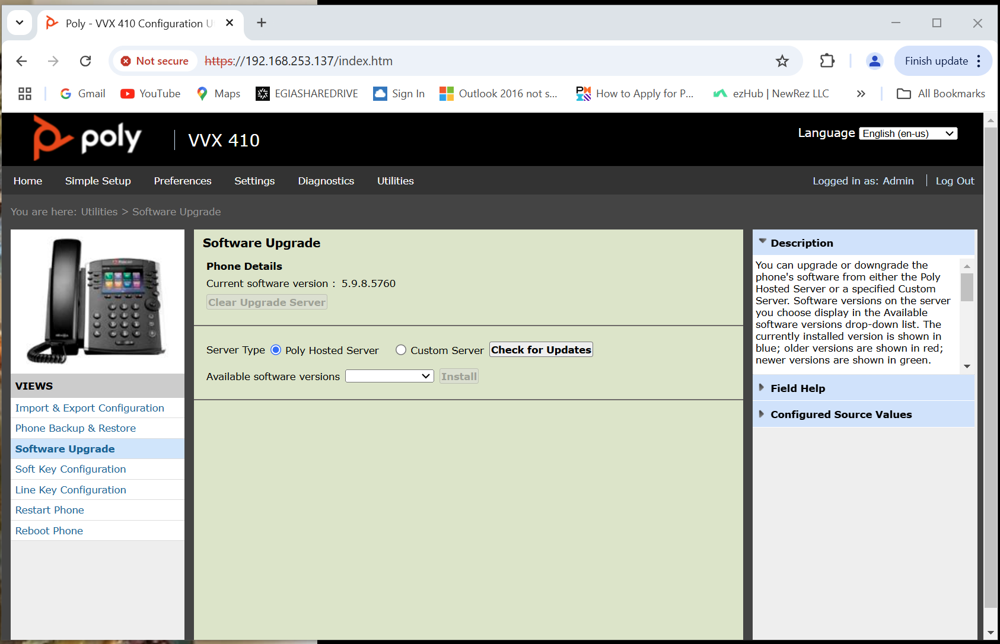 Poly - VVX 410 Configuration U
Not secure
https://192.168.253.137/index.htm
Finish update
Gmail
YouTube
Maps
EGIASHAREDRIVE
Sign In
Outlook 2016 not s...
How to Apply for P...
ezHub | NewRez LLC
All Bookmarks
poly
VVX 410
Language English (en-us)
Home
Simple Setup
Preferences
Settings
Diagnostics
Utilities
Logged in as: Admin
Log Out
You are here: Utilities > Software Upgrade
VIEWS
Import & Export Configuration
Phone Backup & Restore
Software Upgrade
Soft Key Configuration
Line Key Configuration
Restart Phone
Reboot Phone
Software Upgrade
Phone Details
Current software version : 5.9.8.5760
Clear Upgrade Server
Server Type Poly Hosted Server Custom Server Check for Updates
Available software versions Install
Description
You can upgrade or downgrade the
phone's software from either the Poly
Hosted Server or a specified Custom
Server. Software versions on the server
you choose display in the Available
software versions drop-down list. The
currently installed version is shown in
blue; older versions are shown in red;
newer versions are shown in green.
Field Help
Configured Source Values